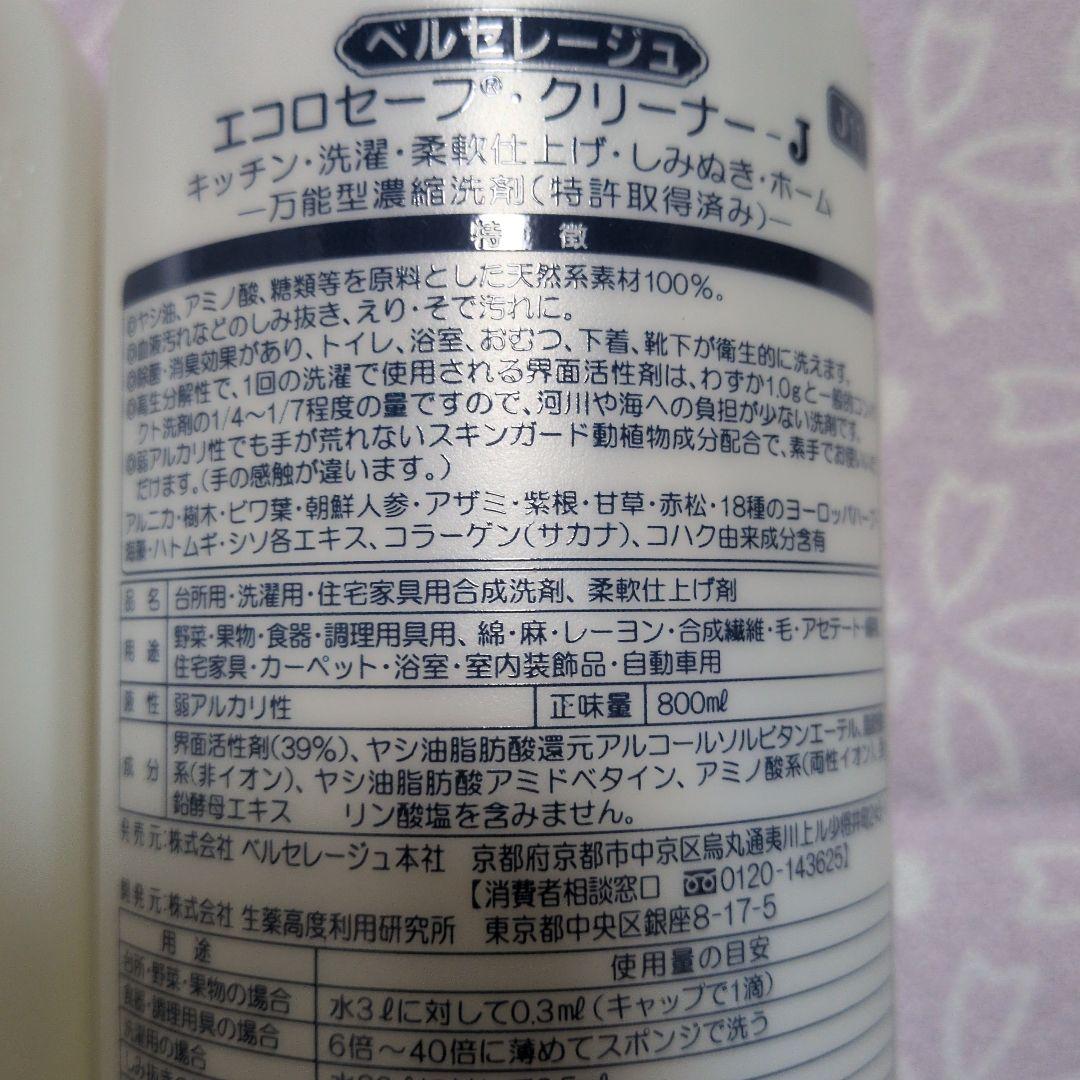 ベルセレージュ
エコロセーフ®・クリーナー-J
キッチン・洗濯・柔軟仕上げ・しみぬき・ホーム
―万能型濃縮洗剤(特許取得済み)―
特 徴
ヤシ油、アミノ酸、糖類等を原料とした天然系素材100%。
血液汚れなどのしみ抜き、えり・そで汚れに。
除菌・消臭効果があり、トイレ、浴室、おむつ、下着、靴下が衛生的に洗えます。
高生分解性で、1回の洗濯で使用される界面活性剤は、わずか1.0gと一般的コンパ
クト洗剤の1/4〜1/7程度の量ですので、河川や海への負担が少ない洗剤です。
弱アルカリ性でも手が荒れないスキンガード動植物成分配合で、素手でお使いいた
だけます。(手の感触が違います。)
アルニカ・樹木・ビワ葉・朝鮮人参・アザミ・紫根・甘草・赤松・18種のヨーロッパハーブ・
海藻・ハトムギ・シソ各エキス、コラーゲン(サカナ)、コハク由来成分含有
品名 台所用・洗濯用・住宅家具用合成洗剤、柔軟仕上げ剤
用途 野菜・果物・食器・調理用具用、綿・麻・レーヨン・合成繊維・毛・アセテート・
住宅家具・カーペット・浴室・室内装飾品・自動車用
液性 弱アルカリ性 正味量 800ml
成分 界面活性剤(39%)、ヤシ油脂肪酸還元アルコールソルビタンエーテル、
系(非イオン)、ヤシ油脂肪酸アミドベタイン、アミノ酸系(両性イオン)、
鉛酵母エキス リン酸塩を含みません。
発売元:株式会社 ベルセレージュ本社 京都府京都市中京区烏丸通夷川上ル少将井町
【消費者相談窓口 0120-143625】
開発元:株式会社 生薬高度利用研究所 東京都中央区銀座8-17-5
用途 使用量の目安
台所・野菜・果物の場合 水3ℓに対して0.3ml(キャップで1滴)
食器・調理用具の場合 6倍〜40倍に薄めてスポンジで洗う
洗濯用の場合